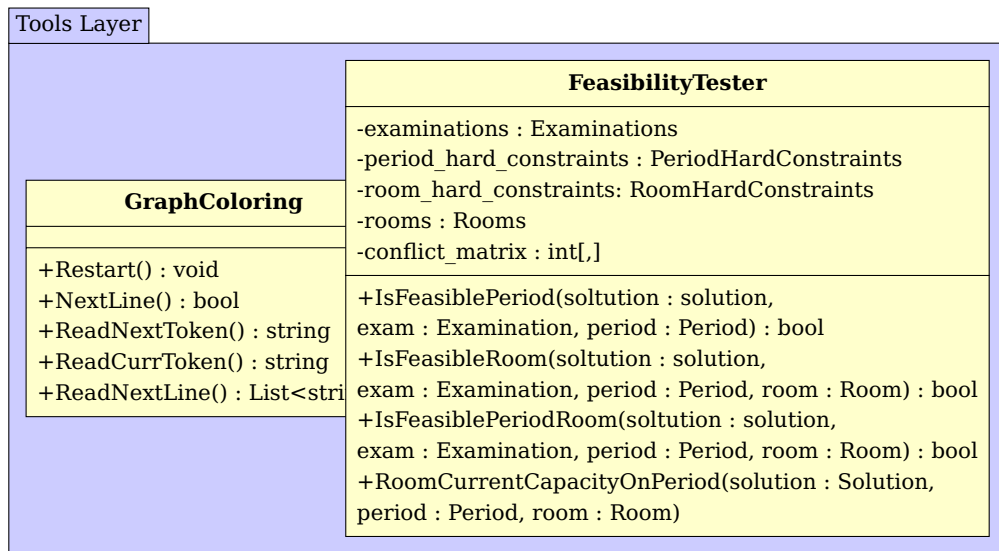 Tools Layer
GraphColoring
+Restart() : void
+NextLine() : bool
+ReadNextToken() : string
+ReadCurrToken() : string
+ReadNextLine() : List<stri
FeasibilityTester
-examinations : Examinations
-period_hard_constraints : PeriodHardConstraints
-room_hard_constraints: RoomHardConstraints
-rooms : Rooms
-conflict_matrix : int[,]
+IsFeasiblePeriod(soltution : solution,
exam : Examination, period : Period) : bool
+IsFeasibleRoom(soltution : solution,
exam : Examination, period : Period, room : Room) : bool
+IsFeasiblePeriodRoom(soltution : solution,
exam : Examination, period : Period, room : Room) : bool
+RoomCurrentCapacityOnPeriod(solution : Solution,
period : Period, room : Room)